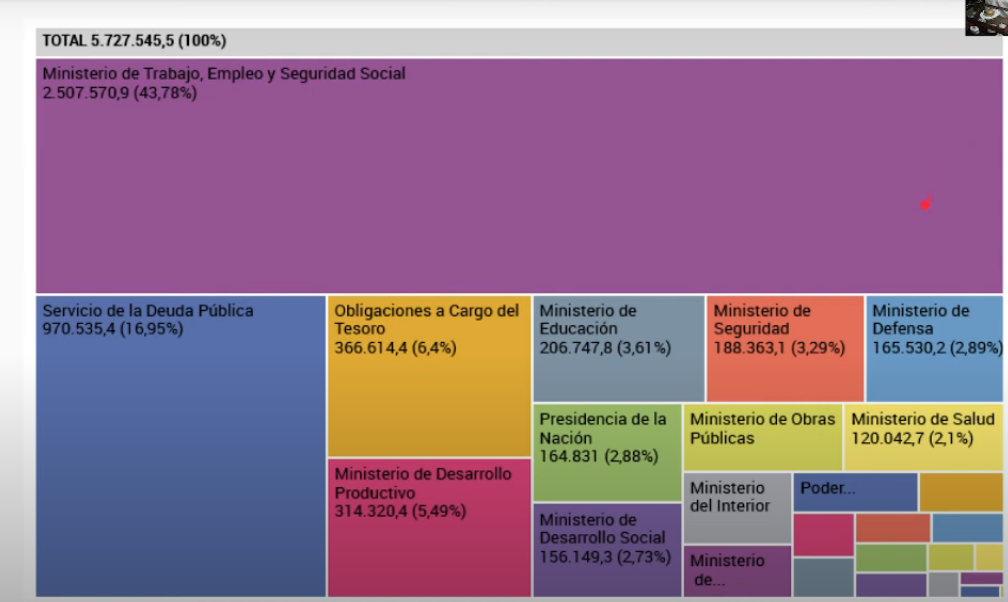 TOTAL 5.727.545,5 (100%)
Ministerio de Trabajo, Empleo y Seguridad Social
2.507.570,9 (43,78%)
Servicio de la Deuda Pública
970.535,4 (16,95%)
Obligaciones a Cargo del
Tesoro
366.614,4 (6,4%)
Ministerio de Desarrollo
Productivo
314.320,4 (5,49%)
Ministerio de
Educación
206.747,8 (3,61%)
Ministerio de
Seguridad
188.363,1 (3,29%)
Ministerio de
Defensa
165.530,2 (2,89%)
Presidencia de la
Nación
164.831 (2,88%)
Ministerio de Obras
Públicas
Ministerio de Salud
120.042,7 (2,1%)
Ministerio de
Desarrollo Social
156.149,3 (2,73%)
Ministerio
del Interior
Poder...
Ministerio
de...